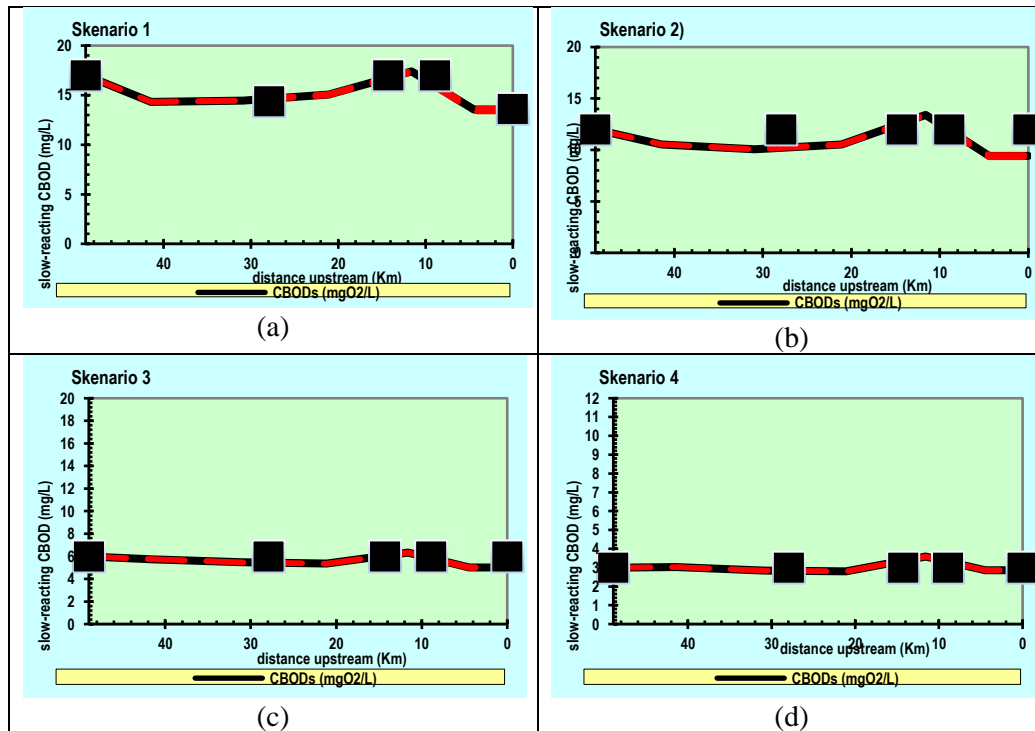 Skenario 1
20
15
10
5
0
slow-reacting CBOD (mg/L)
40 30 20 10 0
distance upstream (Km)
CBODs (mgO2/L)
(a)
Skenario 2)
20
15
10
5
0
slow-reacting CBOD (mg/L)
40 30 20 10 0
distance upstream (Km)
CBODs (mgO2/L)
(b)
Skenario 3
20
18
16
14
12
10
8
6
4
2
0
slow-reacting CBOD (mg/L)
40 30 20 10 0
distance upstream (Km)
CBODs (mgO2/L)
(c)
Skenario 4
12
11
10
9
8
7
6
5
4
3
2
1
0
slow-reacting CBOD (mg/L)
40 30 20 10 0
distance upstream (Km)
CBODs (mgO2/L)
(d)